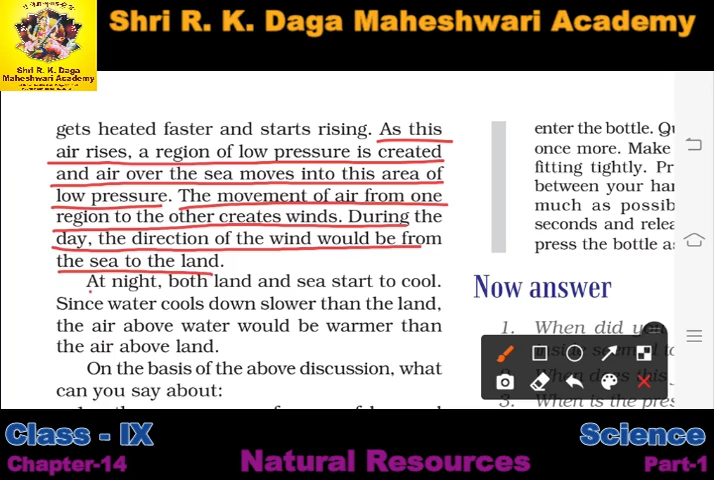 Shri R. K. Daga Maheshwari Academy
Shri R. K. Daga
Maheshwari Academy
gets heated faster and starts rising. As this
air rises, a region of low pressure is created
and air over the sea moves into this area of
low pressure. The movement of air from one
region to the other creates winds. During the
day, the direction of the wind would be from
the sea to the land.
At night, both land and sea start to cool.
Since water cools down slower than the land,
the air above water would be warmer than
the air above land.
On the basis of the above discussion, what
can you say about:
enter the bottle.
once more. Make
fitting tightly.
between your
much as
seconds and
press the bottle
Now answer
1. When did
inside
2. When does this
3. When is the
Class - IX
Science
Chapter-14
Natural Resources
Part-1